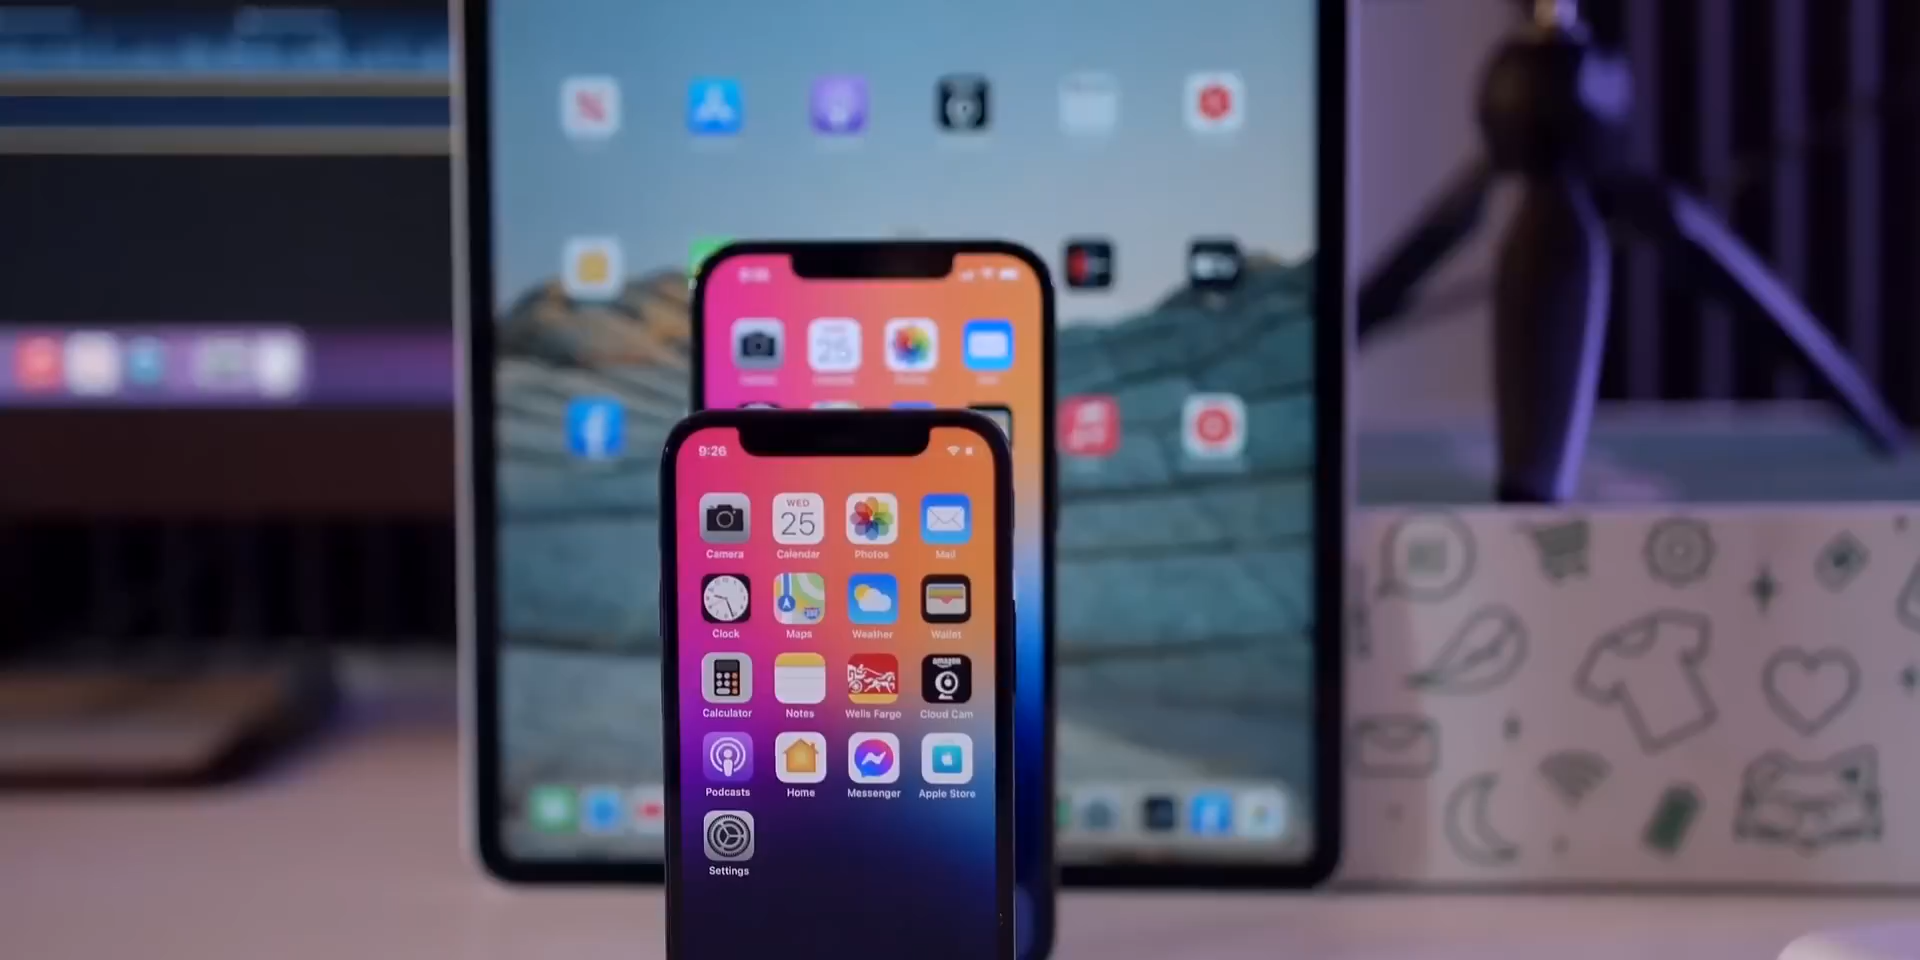 9:26
WED
25
Camera Calendar Photos Mail
Clock Maps Weather Wallet
amazon
Calculator Notes Wells Fargo Cloud Cam
Podcasts Home Messenger Apple Store
Settings